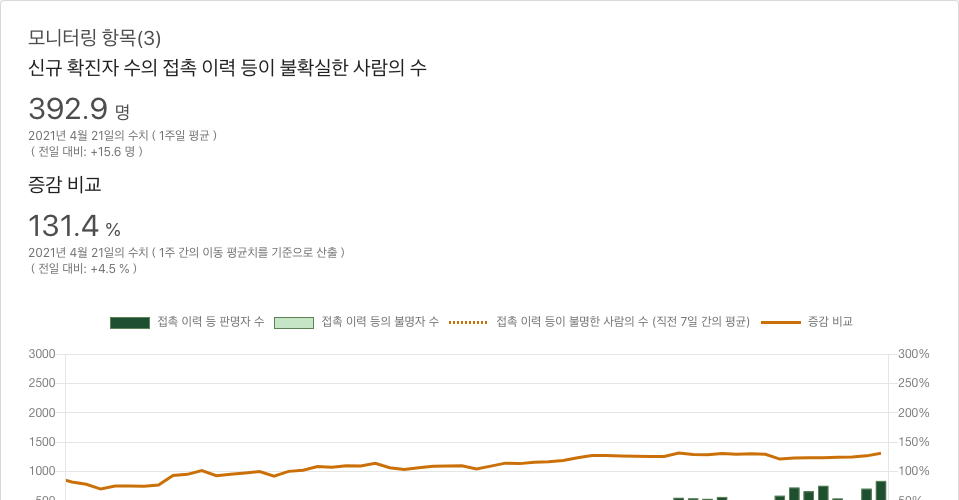 모니터링 항목(3)
신규 확진자 수의 접촉 이력 등이 불확실한 사람의 수
392.9 명
2021년 4월 21일의 수치 ( 1주일 평균 )
( 전일 대비: +15.6 명 )
증감 비교
131.4 %
2021년 4월 21일의 수치 ( 1주 간의 이동 평균치를 기준으로 산출 )
( 전일 대비: +4.5 % )
접촉 이력 등 판명자 수 접촉 이력 등의 불명자 수 접촉 이력 등이 불명한 사람의 수 (직전 7일 간의 평균) 증감 비교
3000 300%
2500 250%
2000 200%
1500 150%
1000 100%
500 50%